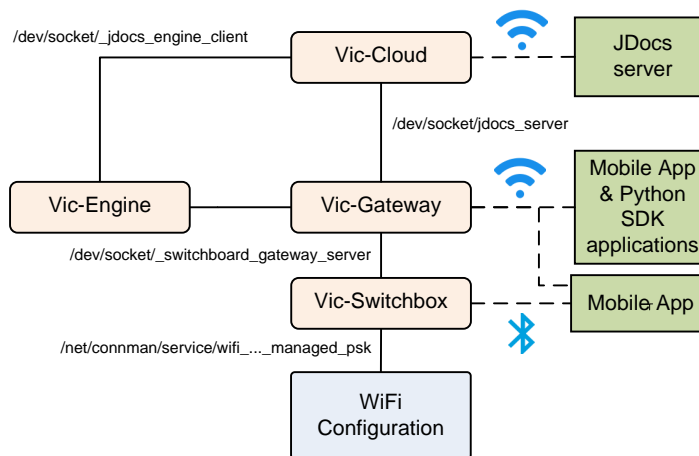 /dev/socket/_jdocs_engine_client
Vic-Cloud
JDocs
server
/dev/socket/jdocs_server
Vic-Engine
Vic-Gateway
Mobile App
& Python
SDK
applications
/dev/socket/_switchboard_gateway_server
Vic-Switchbox
Mobile App
/net/connman/service/wifi_..._managed_psk
WiFi
Configuration